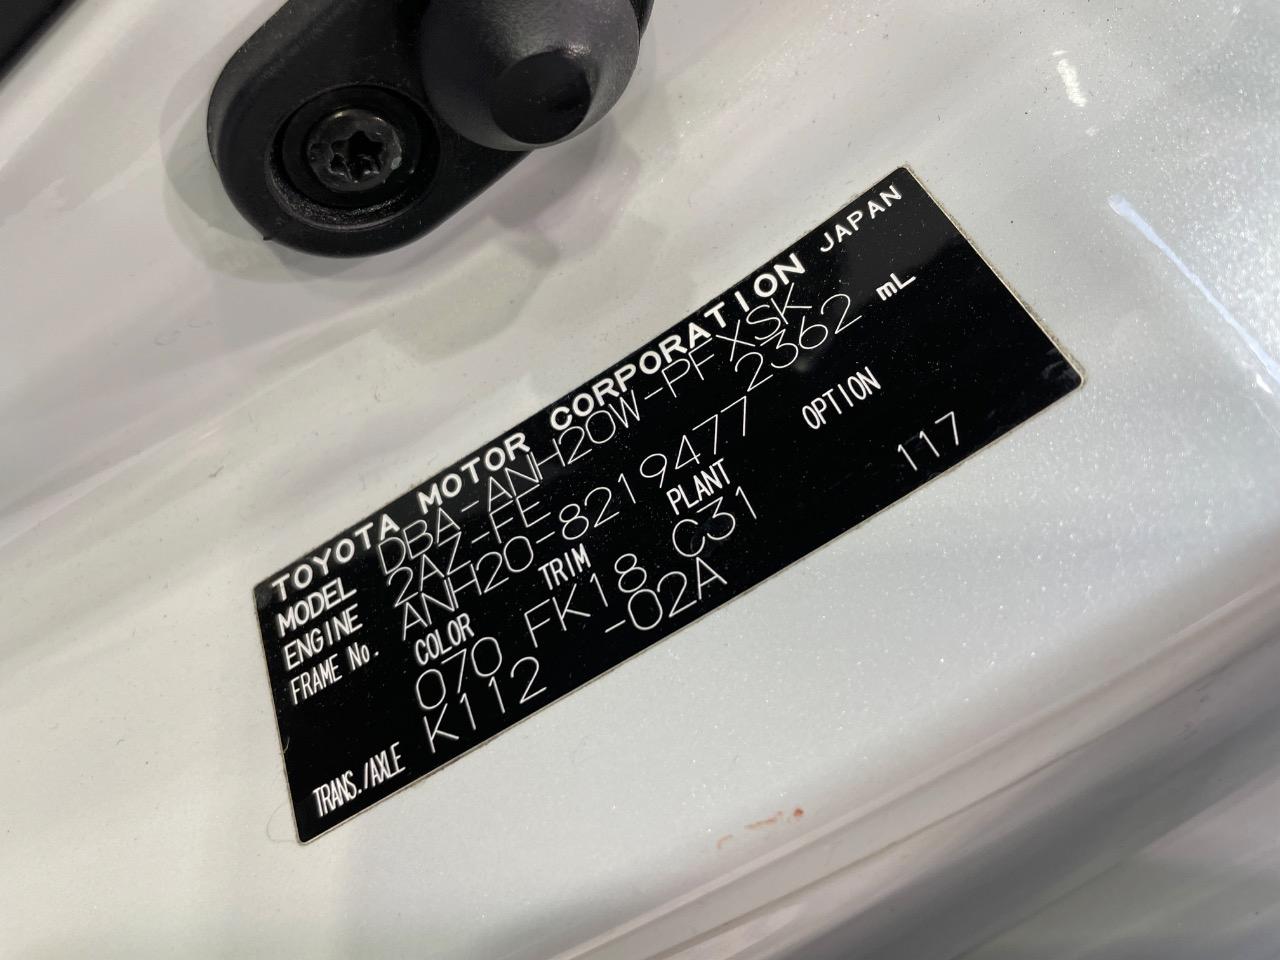 TOYOTA MOTOR CORPORATION JAPAN
MODEL DBA-ANH20W-PFXSK
ENGINE 2AZ-FE 2362 mL
FRAME No. ANH20-8219477
COLOR TRIM PLANT OPTION
070 FK18 C31 117
TRANS./AXLE K112 -02A